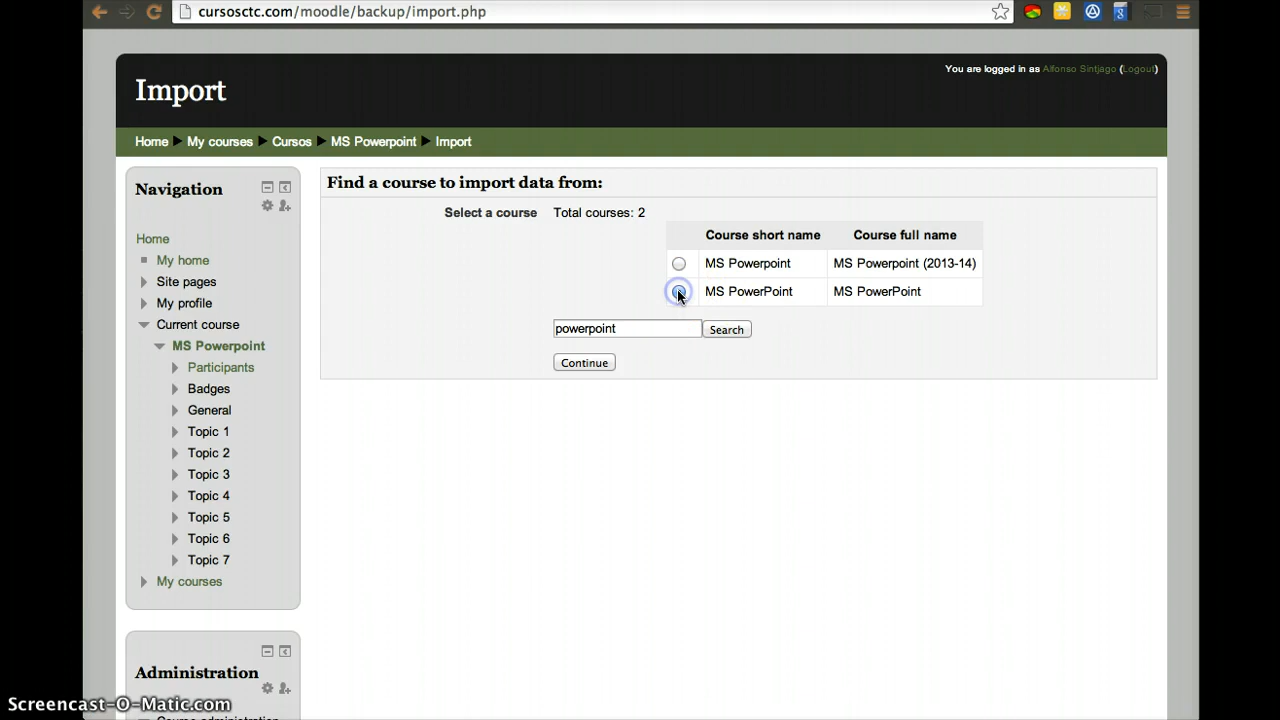 cursosctc.com/moodle/backup/import.php
You are logged in as Alfonso Sintjago (Logout)
Import
Home My courses Cursos MS Powerpoint Import
Navigation
Home
My home
Site pages
My profile
Current course
MS Powerpoint
Participants
Badges
General
Topic 1
Topic 2
Topic 3
Topic 4
Topic 5
Topic 6
Topic 7
My courses
Administration
Find a course to import data from:
Select a course Total courses: 2
Course short name Course full name
MS Powerpoint MS Powerpoint (2013-14)
MS PowerPoint MS PowerPoint
powerpoint Search
Continue
Screencast-O-Matic.com